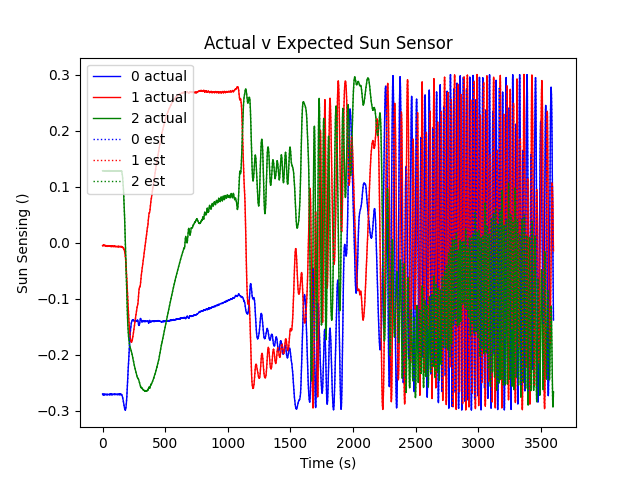 Actual v Expected Sun Sensor
0 actual
1 actual
2 actual
0 est
1 est
2 est
0.3
0.2
0.1
0.0
−0.1
−0.2
−0.3
Sun Sensing ()
0 500 1000 1500 2000 2500 3000 3500
Time (s)